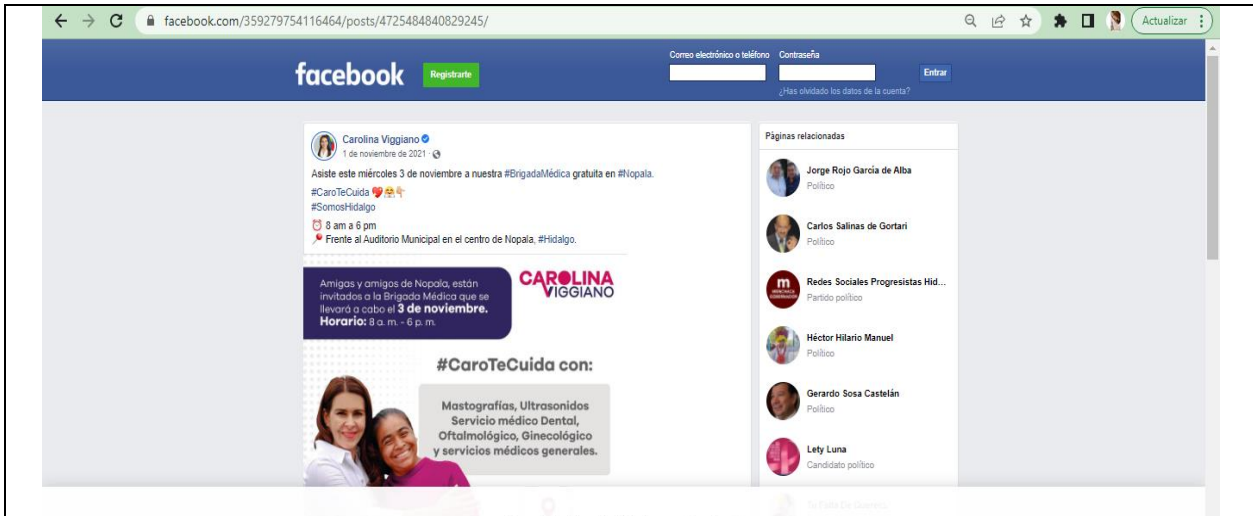 facebook.com/359279754116464/posts/4725484840829245/
Actualizar
Correo electrónico o teléfono
Contraseña
facebook
Registrarte
Entrar
¿Has olvidado los datos de la cuenta?
Carolina Viggiano
1 de noviembre de 2021 ·
Asiste este miércoles 3 de noviembre a nuestra #BrigadaMédica gratuita en #Nopala.
#CaroTeCuida
#SomosHidalgo
8 am a 6 pm
Frente al Auditorio Municipal en el centro de Nopala, #Hidalgo.
Amigas y amigos de Nopala, están
invitados a la Brigada Médica que se
llevará a cabo el 3 de noviembre.
Horario: 8 a. m. - 6 p. m.
CAROLINA
VIGGIANO
#CaroTeCuida con:
Mastografías, Ultrasonidos
Servicio médico Dental,
Oftalmológico, Ginecológico
y servicios médicos generales.
Páginas relacionadas
Jorge Rojo García de Alba
Político
Carlos Salinas de Gortari
Político
Redes Sociales Progresistas Hid...
Partido político
Héctor Hilario Manuel
Político
Gerardo Sosa Castelán
Político
Lety Luna
Candidato político